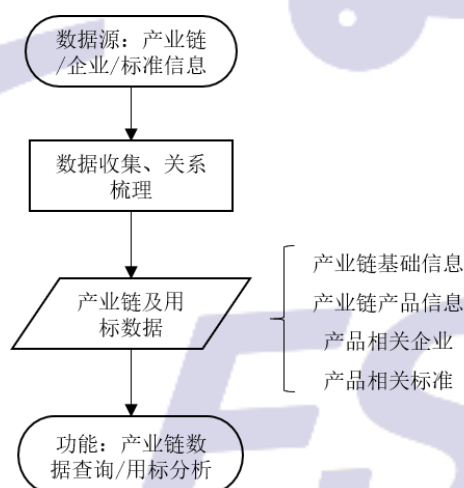 数据源：产业链
/企业/标准信息
数据收集、关系
梳理
产业链及用
标数据
产业链基础信息
产业链产品信息
产品相关企业
产品相关标准
功能：产业链数
据查询/用标分析